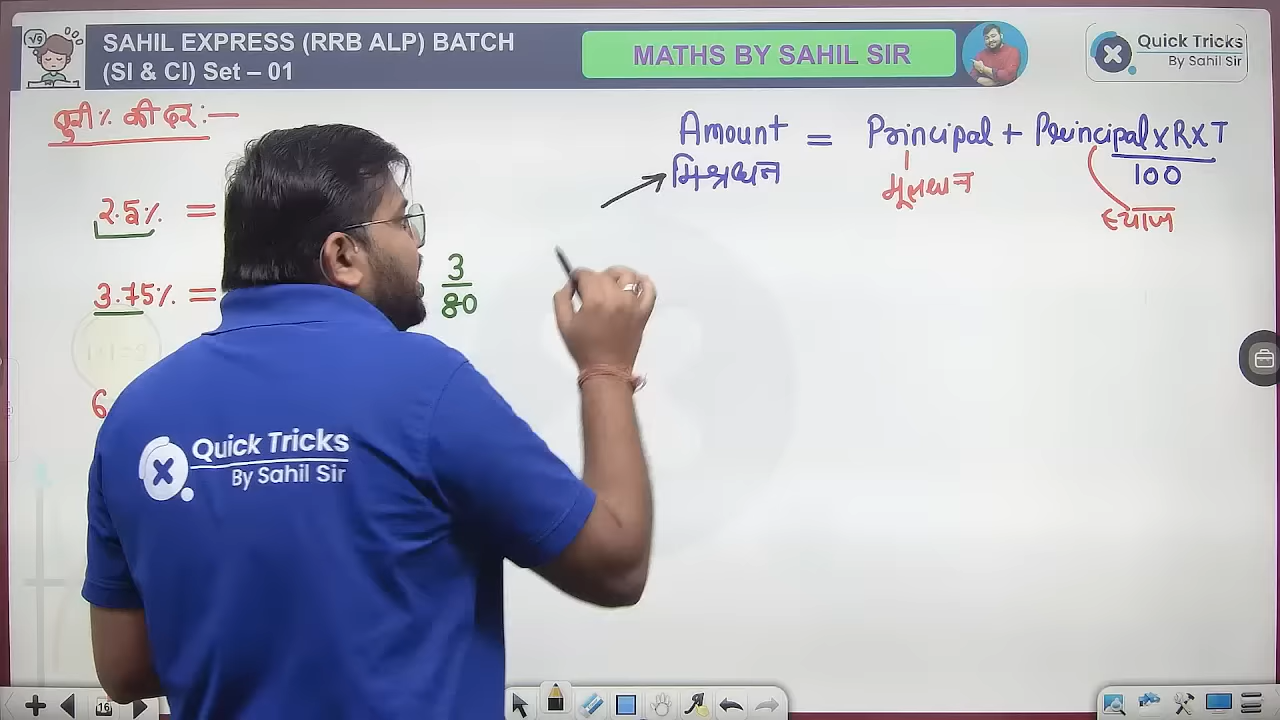 SAHIL EXPRESS (RRB ALP) BATCH
(SI & CI) Set – 01
MATHS BY SAHIL SIR
Quick Tricks
By Sahil Sir
% की दर :—
Amount = Principal + Principal x R x T
100
मिश्रधन
मूलधन
ब्याज
2.5% =
3.75% =
3
80
6
Quick Tricks
By Sahil Sir
16